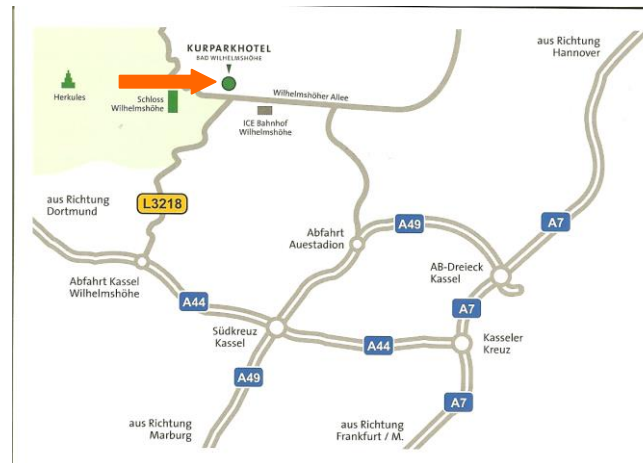 KURPARKHOTEL
BAD WILHELMSHÖHE
aus Richtung
Hannover
Herkules
Schloss
Wilhelmshöhe
Wilhelmshöher Allee
ICE Bahnhof
Wilhelmshöhe
L3218
aus Richtung
Dortmund
Abfahrt
Auestadion
A49
A7
AB-Dreieck
Kassel
Abfahrt Kassel
Wilhelmshöhe
A44
A7
Südkreuz
Kassel
A44
Kasseler
Kreuz
A49
A7
aus Richtung
Marburg
aus Richtung
Frankfurt / M.